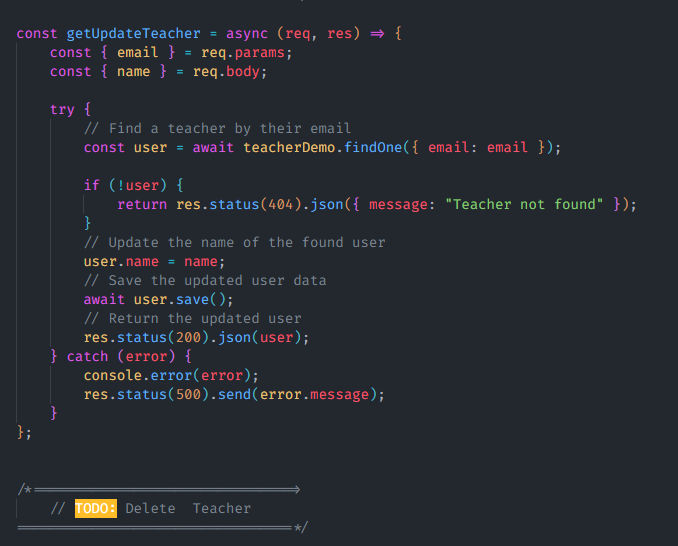 const getUpdateTeacher = async (req, res) => {
    const { email } = req.params;
    const { name } = req.body;
    try {
        // Find a teacher by their email
        const user = await teacherDemo.findOne({ email: email });
        if (!user) {
            return res.status(404).json({ message: "Teacher not found" });
        }
        // Update the name of the found user
        user.name = name;
        // Save the updated user data
        await user.save();
        // Return the updated user
        res.status(200).json(user);
    } catch (error) {
        console.error(error);
        res.status(500).send(error.message);
    }
};
/*================================>
    // TODO: Delete  Teacher
==================================*/